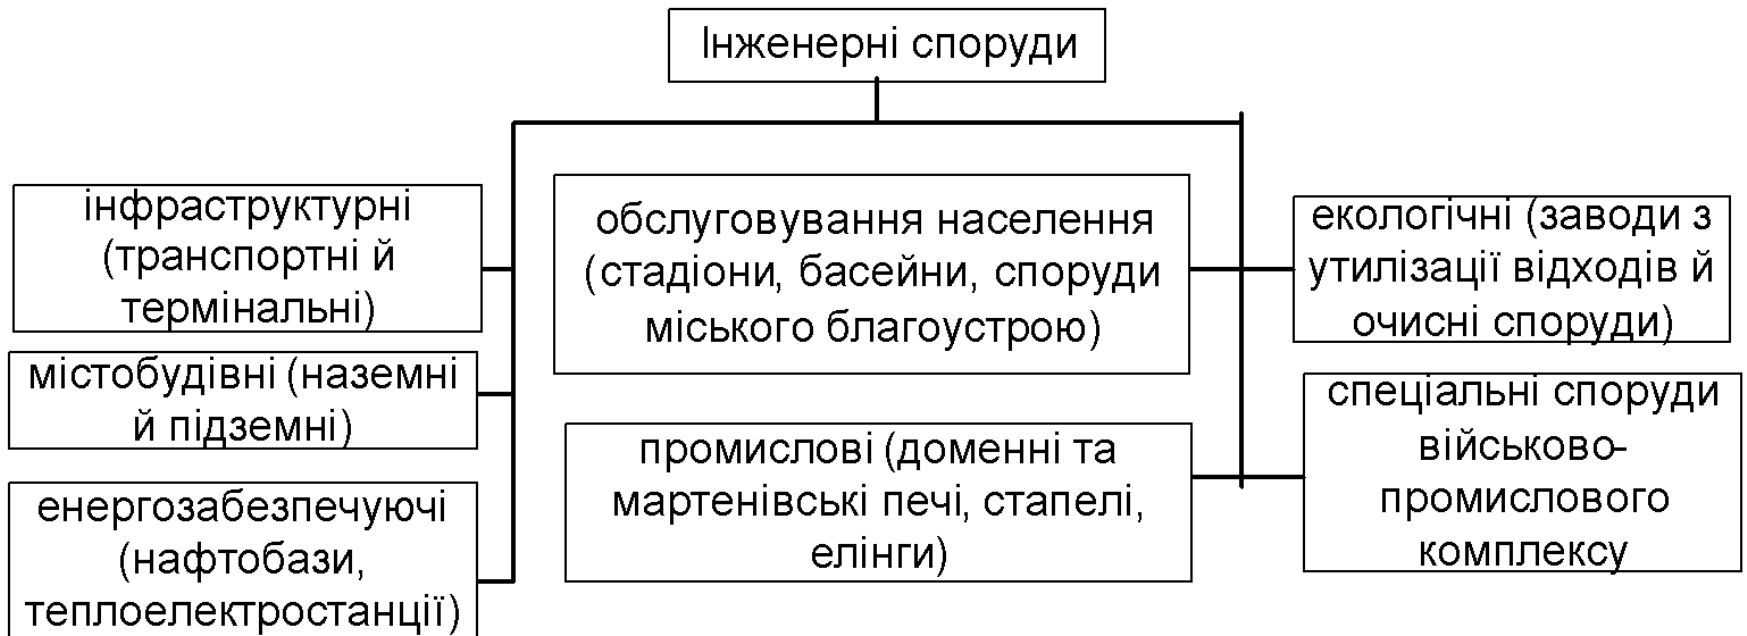 Інженерні споруди
інфраструктурні
(транспортні й
термінальні)
містобудівні (наземні
й підземні)
енергозабезпечуючі
(нафтобази,
теплоелектростанції)
обслуговування населення
(стадіони, басейни, споруди
міського благоустрою)
промислові (доменні та
мартенівські печі, стапелі,
елінги)
екологічні (заводи з
утилізації відходів й
очисні споруди)
спеціальні споруди
військово-
промислового
комплексу